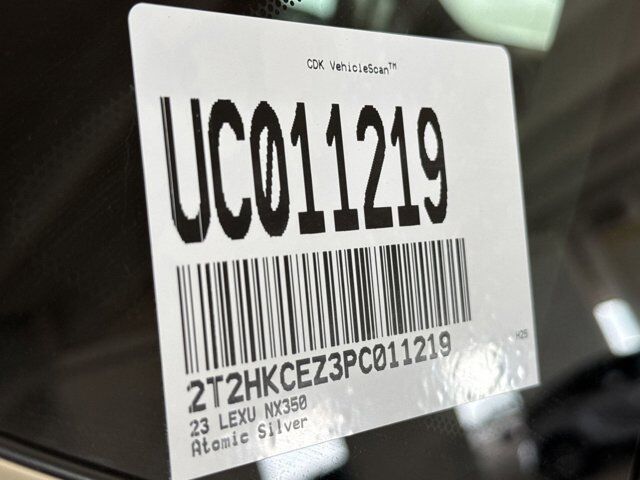 CDK VehicleScan™
UC011219
2T2HKCEZ3PC011219
H25
23 LEXU NX350
Atomic Silver